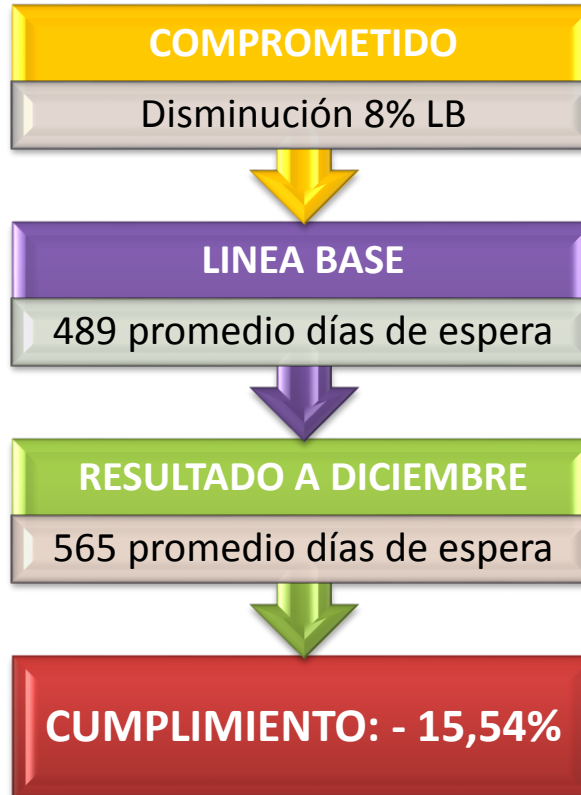 COMPROMETIDO
Disminución 8% LB
LINEA BASE
489 promedio días de espera
RESULTADO A DICIEMBRE
565 promedio días de espera
CUMPLIMIENTO: - 15,54%